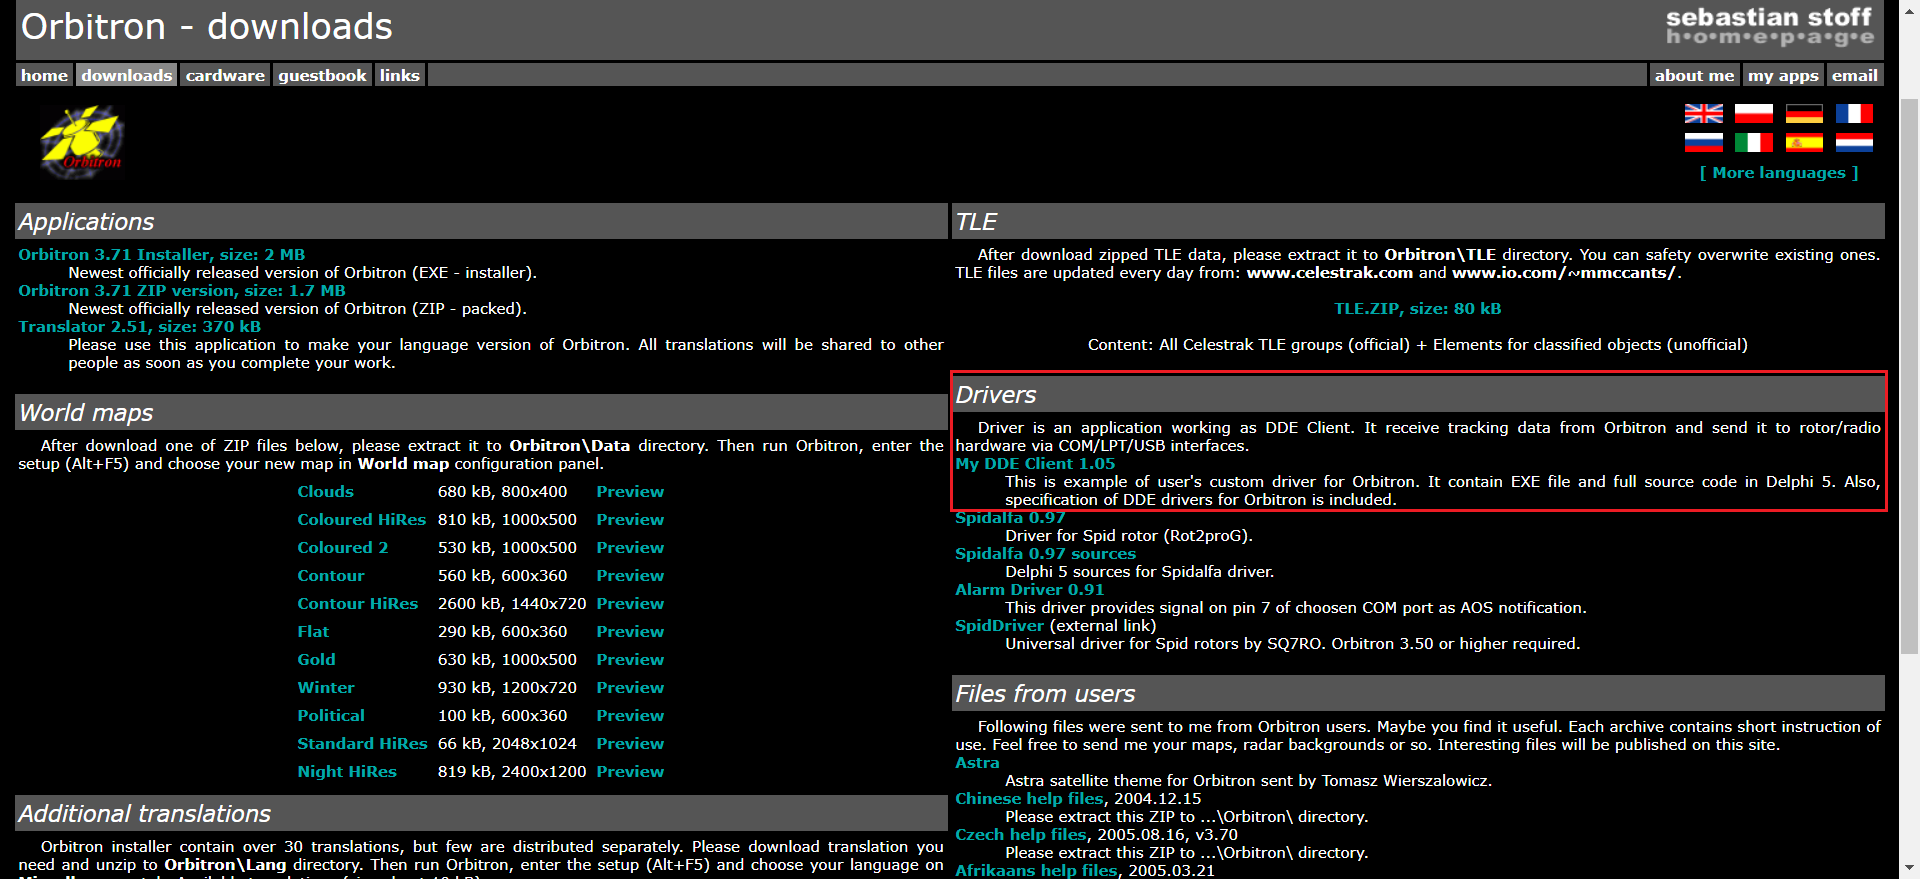 Orbitron - downloads
sebastian stoff
h•o•m•e•p•a•g•e
home downloads cardware guestbook links
about me my apps email
Orbitron
[ More languages ]
Applications
Orbitron 3.71 Installer, size: 2 MB
Newest officially released version of Orbitron (EXE - installer).
Orbitron 3.71 ZIP version, size: 1.7 MB
Newest officially released version of Orbitron (ZIP - packed).
Translator 2.51, size: 370 kB
Please use this application to make your language version of Orbitron. All translations will be shared to other
people as soon as you complete your work.
World maps
After download one of ZIP files below, please extract it to Orbitron\Data directory. Then run Orbitron, enter the
setup (Alt+F5) and choose your new map in World map configuration panel.
Clouds 680 kB, 800x400 Preview
Coloured HiRes 810 kB, 1000x500 Preview
Coloured 2 530 kB, 1000x500 Preview
Contour 560 kB, 600x360 Preview
Contour HiRes 2600 kB, 1440x720 Preview
Flat 290 kB, 600x360 Preview
Gold 630 kB, 1000x500 Preview
Winter 930 kB, 1200x720 Preview
Political 100 kB, 600x360 Preview
Standard HiRes 66 kB, 2048x1024 Preview
Night HiRes 819 kB, 2400x1200 Preview
Additional translations
Orbitron installer contain over 30 translations, but few are distributed separately. Please download translation you
need and unzip to Orbitron\Lang directory. Then run Orbitron, enter the setup (Alt+F5) and choose your language on
TLE
After download zipped TLE data, please extract it to Orbitron\TLE directory. You can safety overwrite existing ones.
TLE files are updated every day from: www.celestrak.com and www.io.com/~mmccants/.
TLE.ZIP, size: 80 kB
Content: All Celestrak TLE groups (official) + Elements for classified objects (unofficial)
Drivers
Driver is an application working as DDE Client. It receive tracking data from Orbitron and send it to rotor/radio
hardware via COM/LPT/USB interfaces.
My DDE Client 1.05
This is example of user's custom driver for Orbitron. It contain EXE file and full source code in Delphi 5. Also,
specification of DDE drivers for Orbitron is included.
Spidalfa 0.97
Driver for Spid rotor (Rot2proG).
Spidalfa 0.97 sources
Delphi 5 sources for Spidalfa driver.
Alarm Driver 0.91
This driver provides signal on pin 7 of choosen COM port as AOS notification.
SpidDriver (external link)
Universal driver for Spid rotors by SQ7RO. Orbitron 3.50 or higher required.
Files from users
Following files were sent to me from Orbitron users. Maybe you find it useful. Each archive contains short instruction of
use. Feel free to send me your maps, radar backgrounds or so. Interesting files will be published on this site.
Astra
Astra satellite theme for Orbitron sent by Tomasz Wierszalowicz.
Chinese help files, 2004.12.15
Please extract this ZIP to ...\Orbitron\ directory.
Czech help files, 2005.08.16, v3.70
Please extract this ZIP to ...\Orbitron\ directory.
Afrikaans help files, 2005.03.21